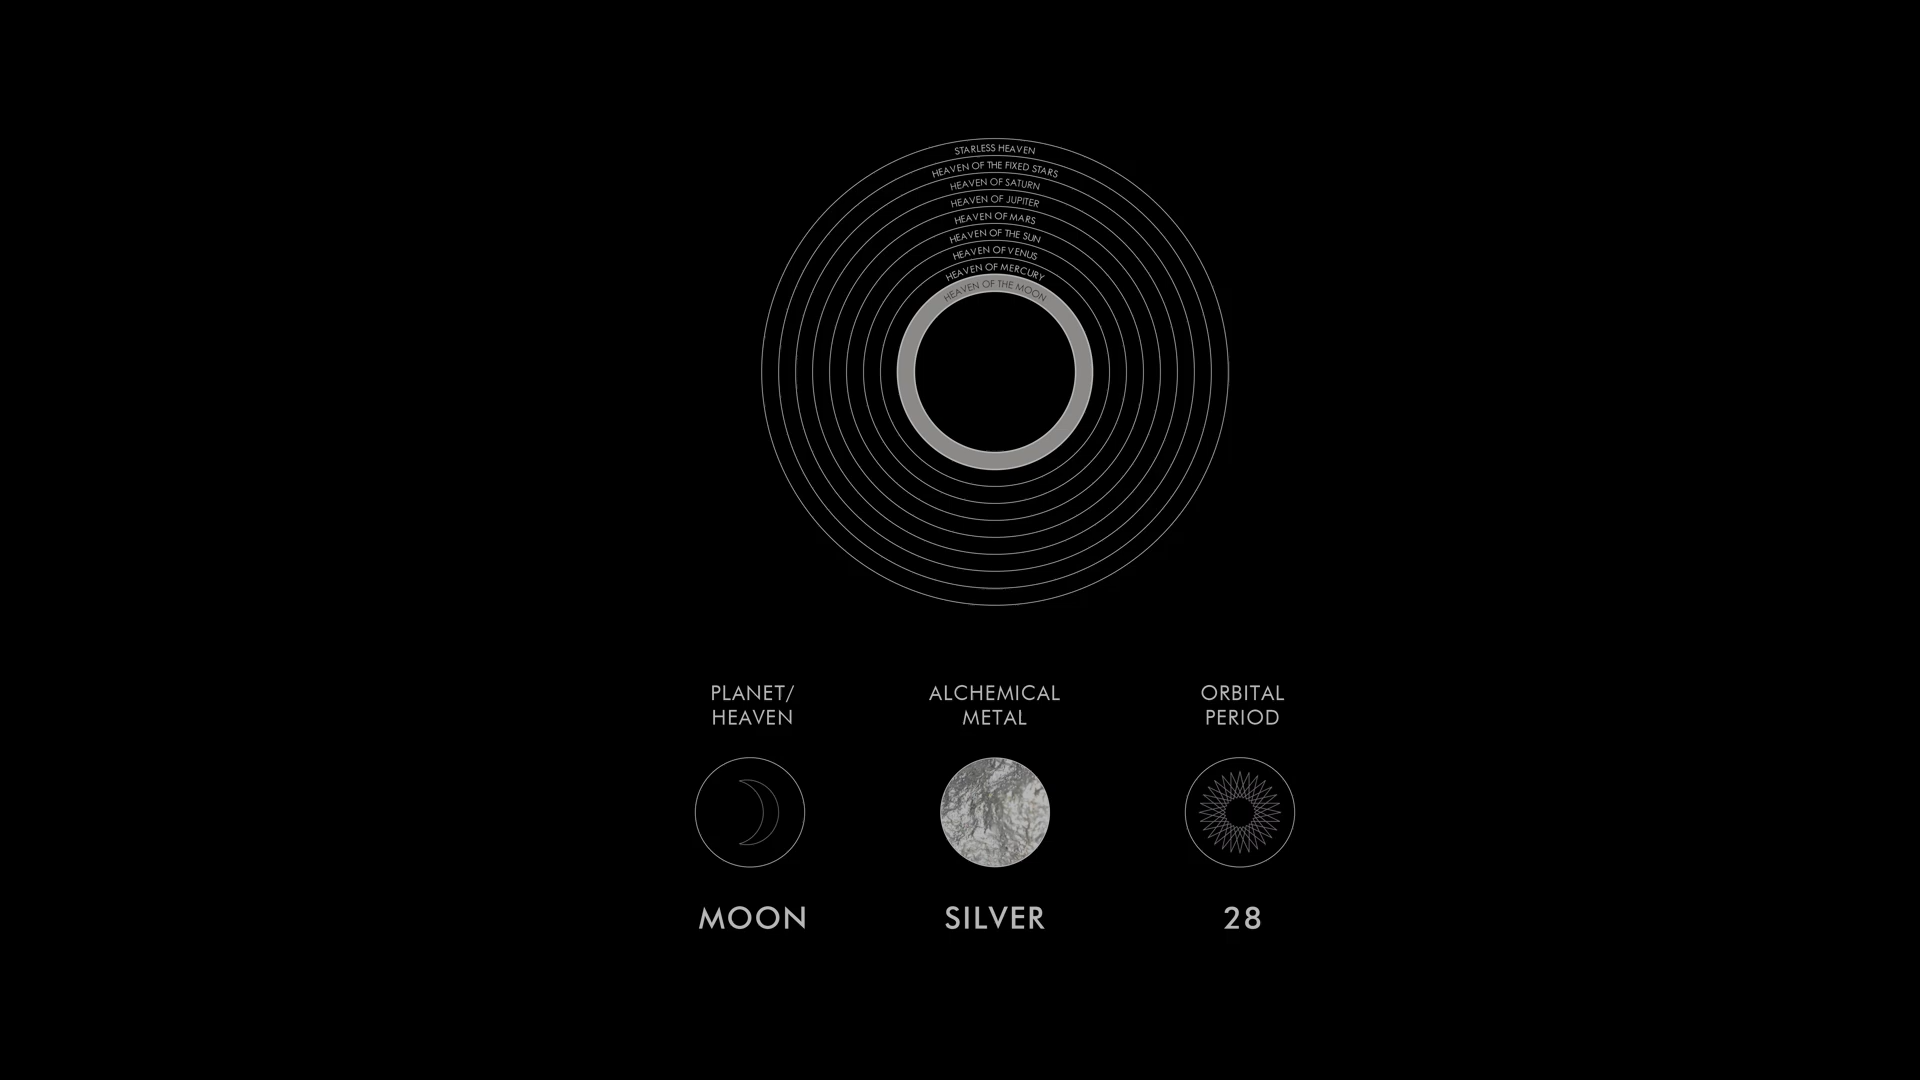 STARLESS HEAVEN
HEAVEN OF THE FIXED STARS
HEAVEN OF SATURN
HEAVEN OF JUPITER
HEAVEN OF MARS
HEAVEN OF THE SUN
HEAVEN OF VENUS
HEAVEN OF MERCURY
HEAVEN OF THE MOON
PLANET/
HEAVEN
ALCHEMICAL
METAL
ORBITAL
PERIOD
MOON
SILVER
28